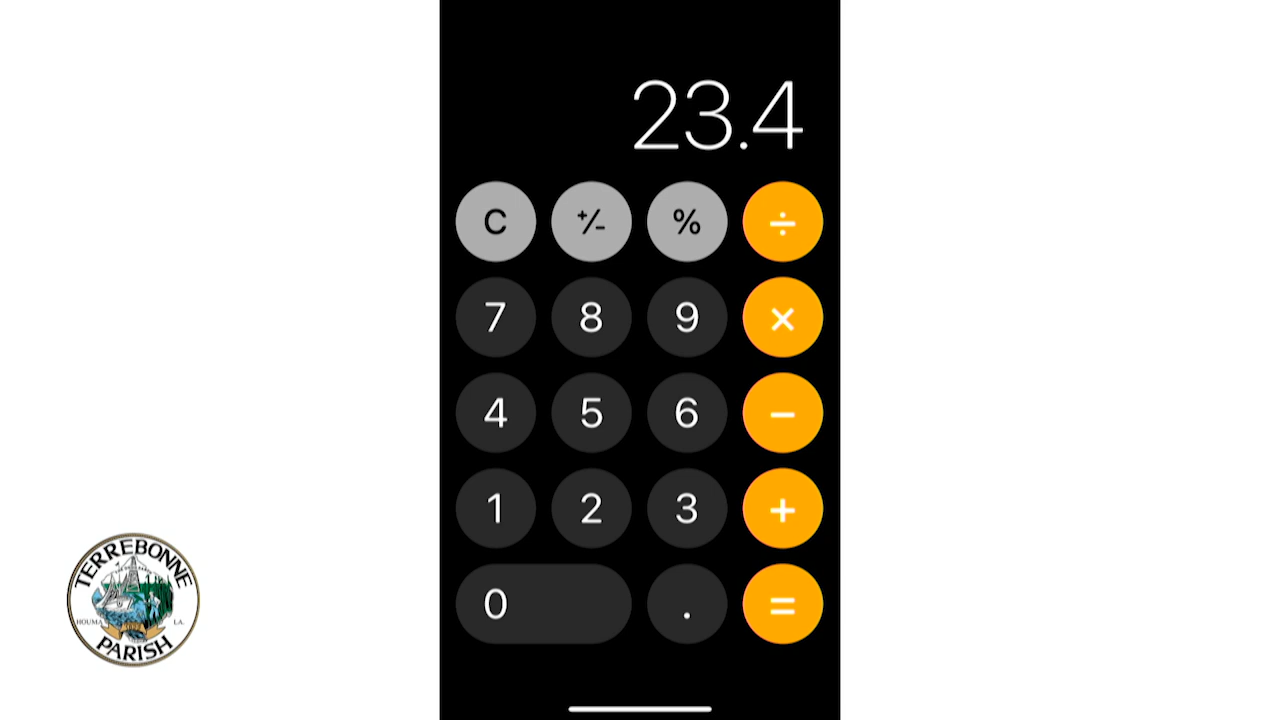 23.4
C +/- % ÷
7 8 9 ×
4 5 6 −
1 2 3 +
0 . =
TERREBONNE
HOUMA LA.
PARISH